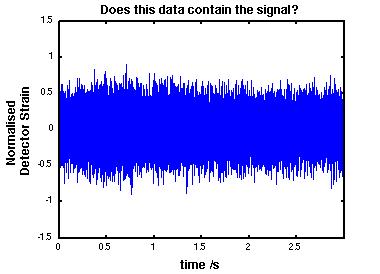 Does this data contain the signal?
1.5
1
0.5
0
-0.5
-1
-1.5
Normalised
Detector Strain
0 0.5 1 1.5 2 2.5
time /s